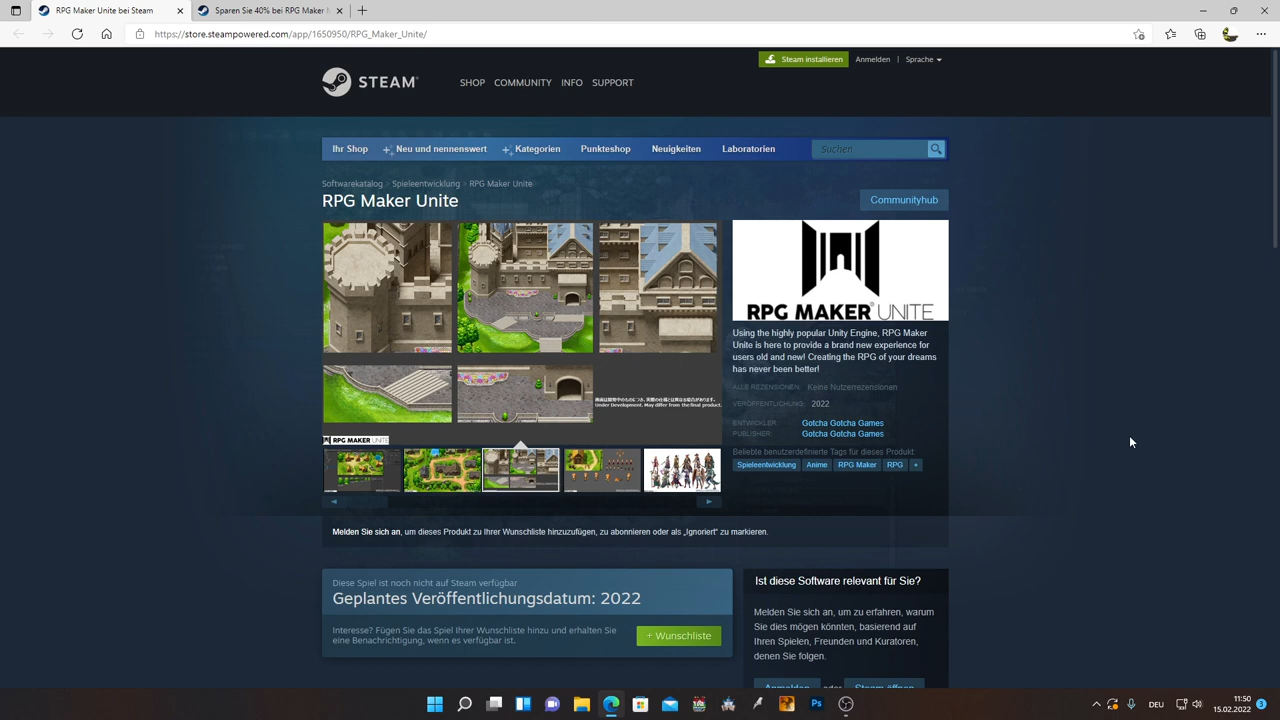 RPG Maker Unite bei Steam
Sparen Sie 40% bei RPG Maker M
https://store.steampowered.com/app/1650950/RPG_Maker_Unite/
Steam installieren
Anmelden | Sprache
STEAM
SHOP COMMUNITY INFO SUPPORT
Ihr Shop Neu und nennenswert Kategorien Punkteshop Neuigkeiten Laboratorien
Suchen
Softwarekatalog > Spieleentwicklung > RPG Maker Unite
RPG Maker Unite
Communityhub
RPG MAKER UNITE
Using the highly popular Unity Engine, RPG Maker
Unite is here to provide a brand new experience for
users old and new! Creating the RPG of your dreams
has never been better!
ALLE REZENSIONEN: Keine Nutzerrezensionen
VERÖFFENTLICHUNG: 2022
ENTWICKLER: Gotcha Gotcha Games
PUBLISHER: Gotcha Gotcha Games
Beliebte benutzerdefinierte Tags für dieses Produkt:
Spieleentwicklung Anime RPG Maker RPG +
Under Development. May differ from the final product.
RPG MAKER UNITE
Melden Sie sich an, um dieses Produkt zu Ihrer Wunschliste hinzuzufügen, zu abonnieren oder als „Ignoriert“ zu markieren.
Diese Spiel ist noch nicht auf Steam verfügbar
Geplantes Veröffentlichungsdatum: 2022
Interesse? Fügen Sie das Spiel Ihrer Wunschliste hinzu und erhalten Sie
eine Benachrichtigung, wenn es verfügbar ist.
+ Wunschliste
Ist diese Software relevant für Sie?
Melden Sie sich an, um zu erfahren, warum
Sie dies mögen könnten, basierend auf
Ihren Spielen, Freunden und Kuratoren,
denen Sie folgen.
Anmelden oder Steam öffnen
Ps
DEU
11:50
15.02.2022
3